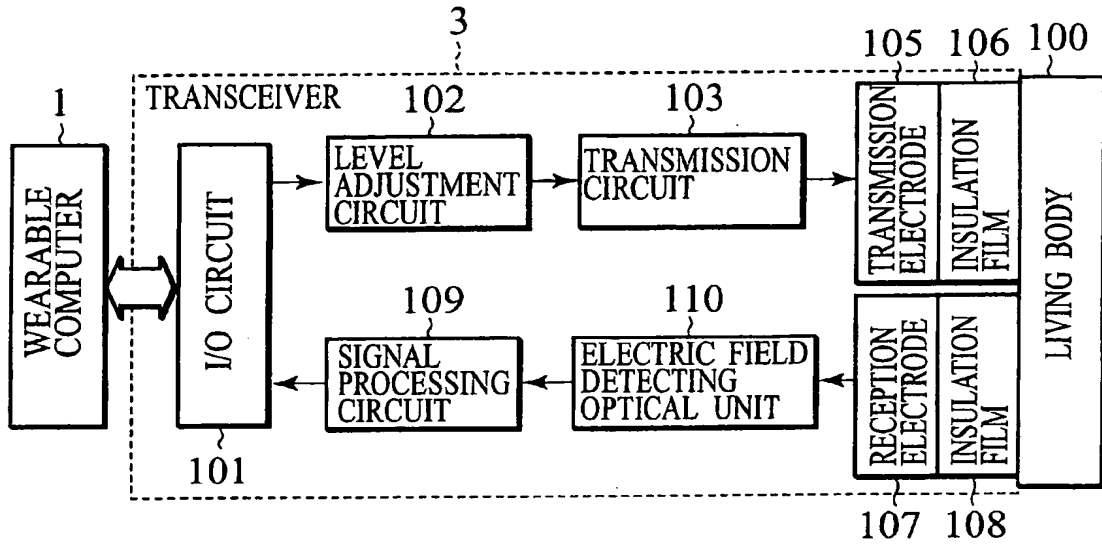 3
105
106
100
TRANSCEIVER
1
102
103
WEARABLE
COMPUTER
I/O CIRCUIT
LEVEL
ADJUSTMENT
CIRCUIT
TRANSMISSION
CIRCUIT
TRANSMISSION
ELECTRODE
INSULATION
FILM
LIVING BODY
109
110
SIGNAL
PROCESSING
CIRCUIT
ELECTRIC FIELD
DETECTING
OPTICAL UNIT
RECEPTION
ELECTRODE
INSULATION
FILM
101
107
108